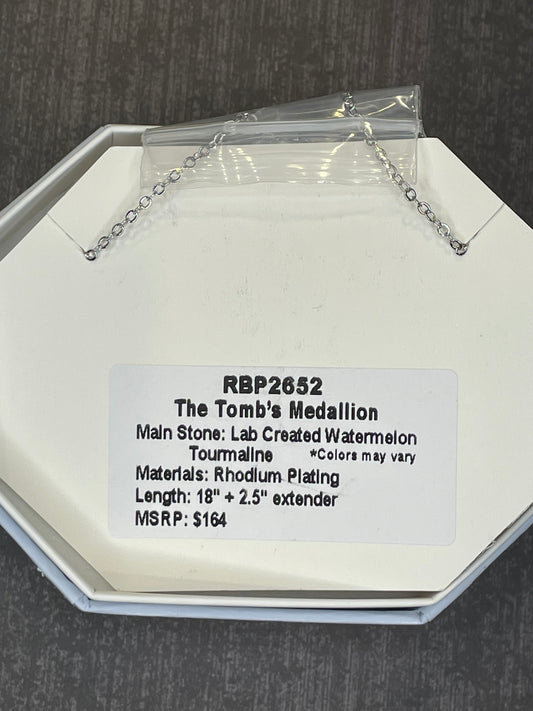 RBP2652
The Tomb's Medallion
Main Stone: Lab Created Watermelon
Tourmaline *Colors may vary
Materials: Rhodium Plating
Length: 18" + 2.5" extender
MSRP: $164